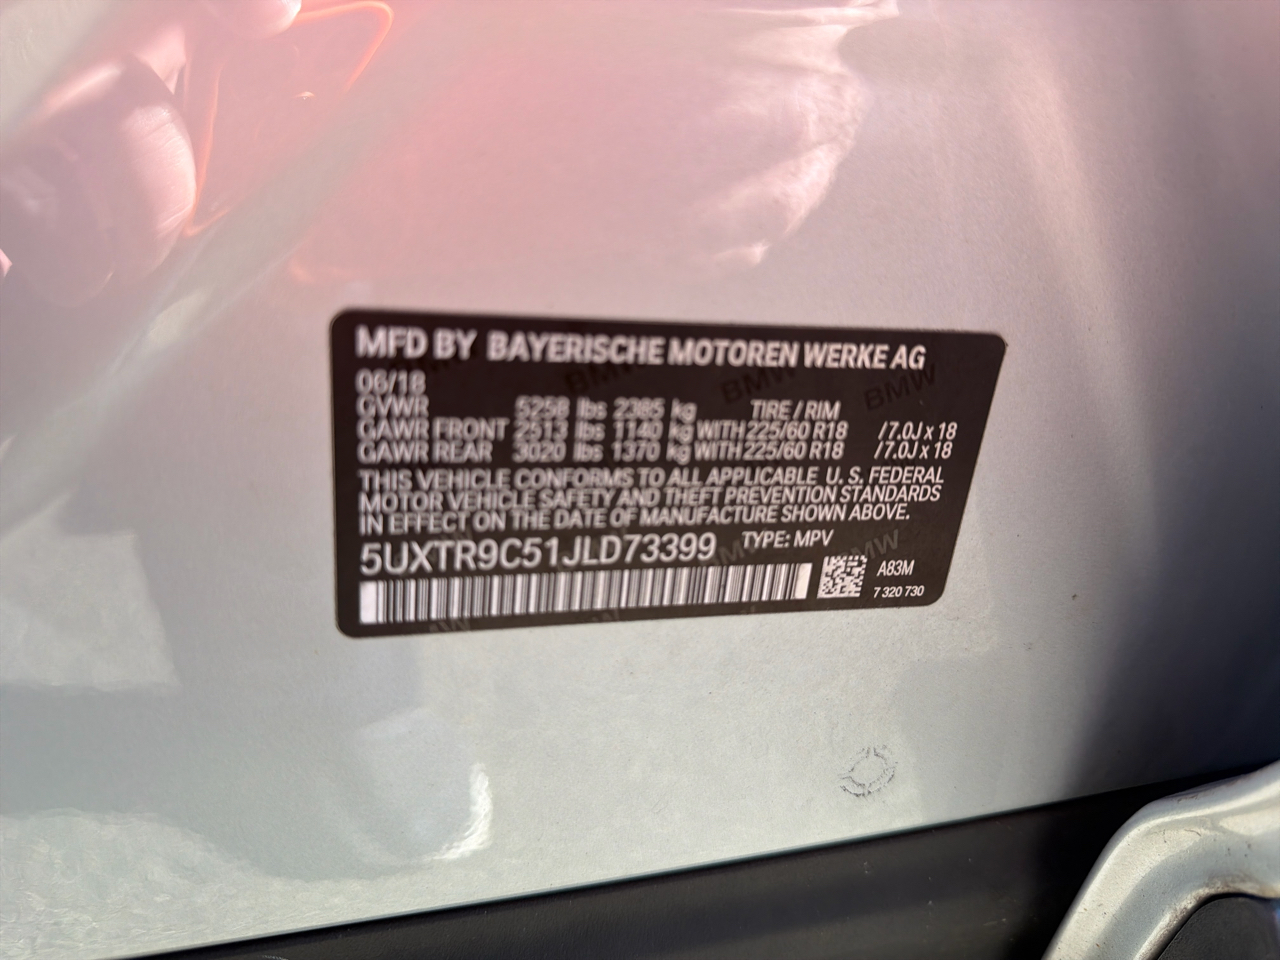 MFD BY BAYERISCHE MOTOREN WERKE AG
06/18
GVWR 5258 lbs 2385 kg TIRE / RIM
GAWR FRONT 2513 lbs 1140 kg WITH 225/60 R18 /7.0J x 18
GAWR REAR 3020 lbs 1370 kg WITH 225/60 R18 /7.0J x 18
THIS VEHICLE CONFORMS TO ALL APPLICABLE U. S. FEDERAL
MOTOR VEHICLE SAFETY AND THEFT PREVENTION STANDARDS
IN EFFECT ON THE DATE OF MANUFACTURE SHOWN ABOVE.
5UXTR9C51JLD73399 TYPE: MPV
A83M
7 320 730